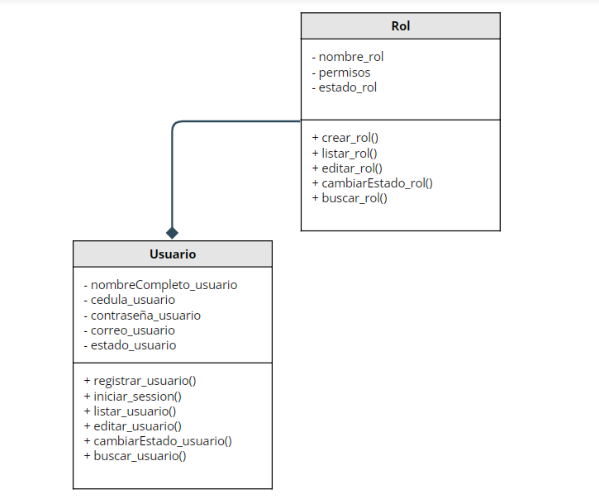 Rol
- nombre_rol
- permisos
- estado_rol
+ crear_rol()
+ listar_rol()
+ editar_rol()
+ cambiarEstado_rol()
+ buscar_rol()
Usuario
- nombreCompleto_usuario
- cedula_usuario
- contraseña_usuario
- correo_usuario
- estado_usuario
+ registrar_usuario()
+ iniciar_session()
+ listar_usuario()
+ editar_usuario()
+ cambiarEstado_usuario()
+ buscar_usuario()